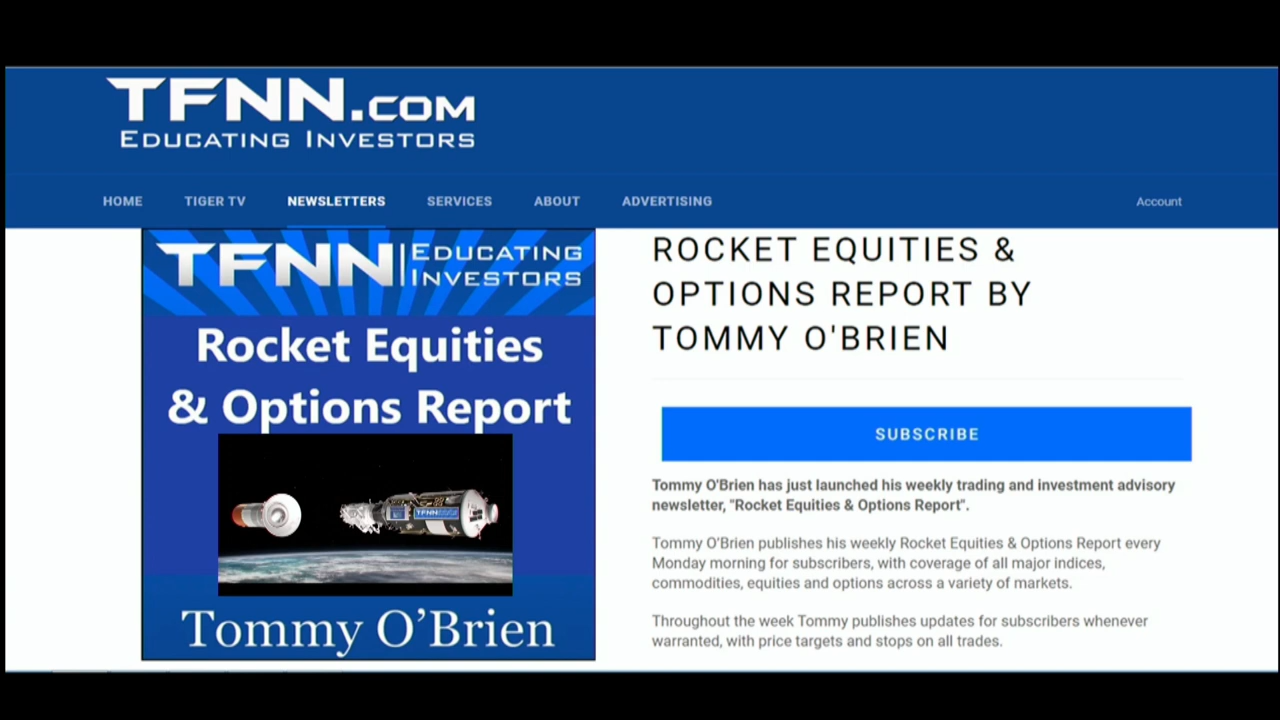 TFNN.COM
EDUCATING INVESTORS
HOME TIGER TV NEWSLETTERS SERVICES ABOUT ADVERTISING Account
TFNN EDUCATING
INVESTORS
Rocket Equities
& Options Report
TFNN
Tommy O’Brien
ROCKET EQUITIES &
OPTIONS REPORT BY
TOMMY O'BRIEN
SUBSCRIBE
Tommy O'Brien has just launched his weekly trading and investment advisory
newsletter, "Rocket Equities & Options Report".
Tommy O'Brien publishes his weekly Rocket Equities & Options Report every
Monday morning for subscribers, with coverage of all major indices,
commodities, equities and options across a variety of markets.
Throughout the week Tommy publishes updates for subscribers whenever
warranted, with price targets and stops on all trades.